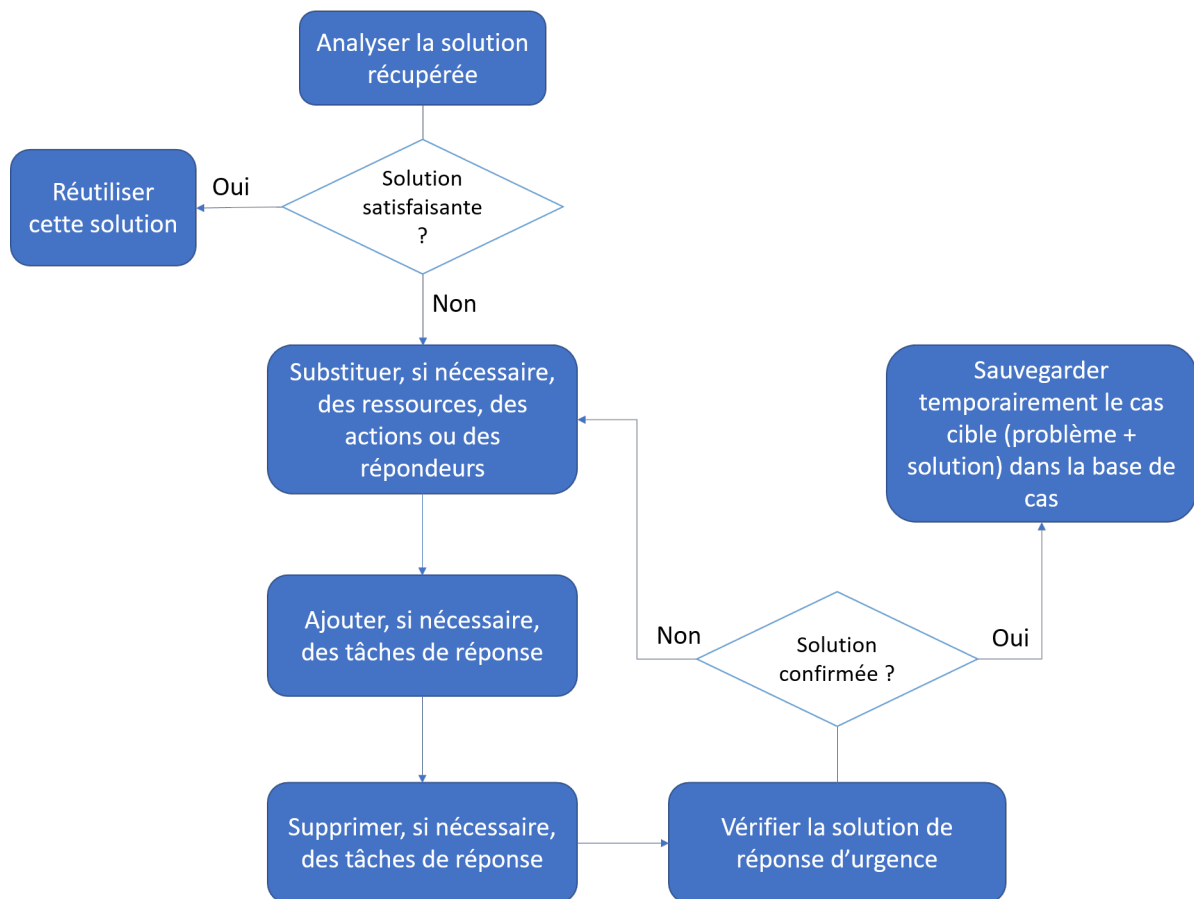 Analyser la solution
récupérée
Solution
satisfaisante
?
Oui
Réutiliser
cette solution
Non
Substituer, si nécessaire,
des ressources, des
actions ou des
répondeurs
Ajouter, si nécessaire,
des tâches de réponse
Supprimer, si nécessaire,
des tâches de réponse
Vérifier la solution de
réponse d’urgence
Solution
confirmée ?
Non
Oui
Sauvegarder
temporairement le cas
cible (problème +
solution) dans la base de
cas